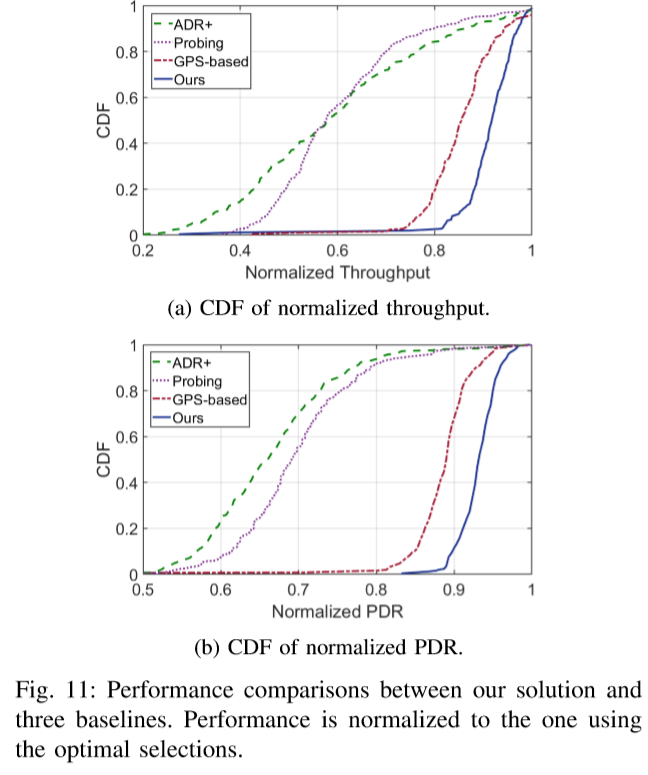 1
0.8
0.6
0.4
0.2
0
CDF
ADR+
Probing
GPS-based
Ours
0.2 0.4 0.6 0.8 1
Normalized Throughput
(a) CDF of normalized throughput.
1
0.8
0.6
0.4
0.2
0
CDF
ADR+
Probing
GPS-based
Ours
0.5 0.6 0.7 0.8 0.9 1
Normalized PDR
(b) CDF of normalized PDR.
Fig. 11: Performance comparisons between our solution and
three baselines. Performance is normalized to the one using
the optimal selections.